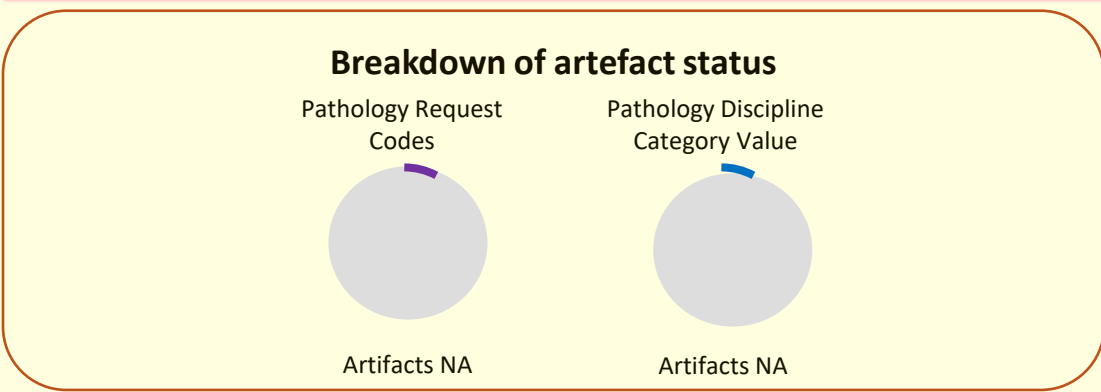 Breakdown of artefact status
Pathology Request
Codes
Pathology Discipline
Category Value
Artifacts NA
Artifacts NA